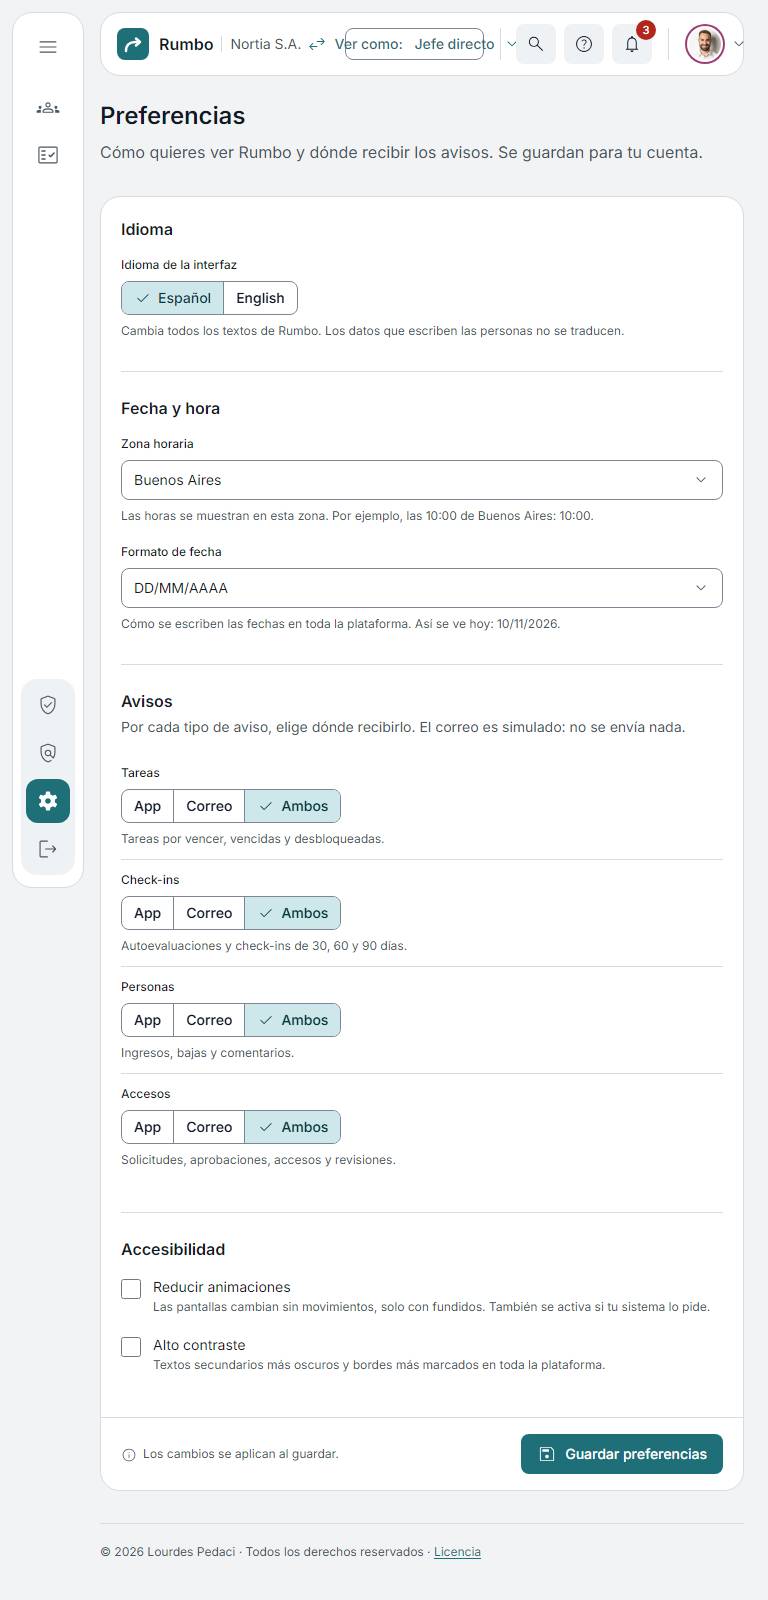 Rumbo
Nortia S.A.
Ver como: Jefe directo
3
Preferencias
Cómo quieres ver Rumbo y dónde recibir los avisos. Se guardan para tu cuenta.
Idioma
Idioma de la interfaz
Español English
Cambia todos los textos de Rumbo. Los datos que escriben las personas no se traducen.
Fecha y hora
Zona horaria
Buenos Aires
Las horas se muestran en esta zona. Por ejemplo, las 10:00 de Buenos Aires: 10:00.
Formato de fecha
DD/MM/AAAA
Cómo se escriben las fechas en toda la plataforma. Así se ve hoy: 10/11/2026.
Avisos
Por cada tipo de aviso, elige dónde recibirlo. El correo es simulado: no se envía nada.
Tareas
App Correo Ambos
Tareas por vencer, vencidas y desbloqueadas.
Check-ins
App Correo Ambos
Autoevaluaciones y check-ins de 30, 60 y 90 días.
Personas
App Correo Ambos
Ingresos, bajas y comentarios.
Accesos
App Correo Ambos
Solicitudes, aprobaciones, accesos y revisiones.
Accesibilidad
Reducir animaciones
Las pantallas cambian sin movimientos, solo con fundidos. También se activa si tu sistema lo pide.
Alto contraste
Textos secundarios más oscuros y bordes más marcados en toda la plataforma.
Los cambios se aplican al guardar.
Guardar preferencias
© 2026 Lourdes Pedaci · Todos los derechos reservados · Licencia